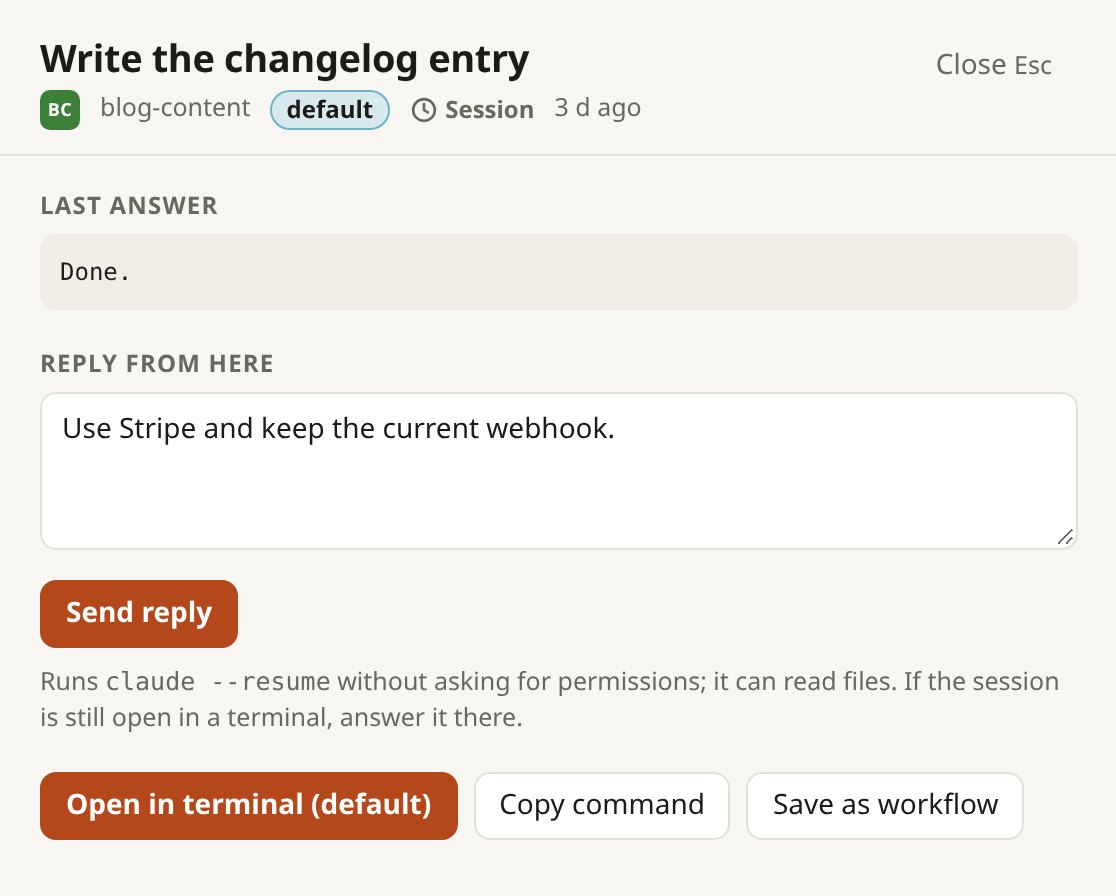 Write the changelog entry
Close Esc
BC blog-content default Session 3 d ago
LAST ANSWER
Done.
REPLY FROM HERE
Use Stripe and keep the current webhook.
Send reply
Runs claude --resume without asking for permissions; it can read files. If the session
is still open in a terminal, answer it there.
Open in terminal (default) Copy command Save as workflow